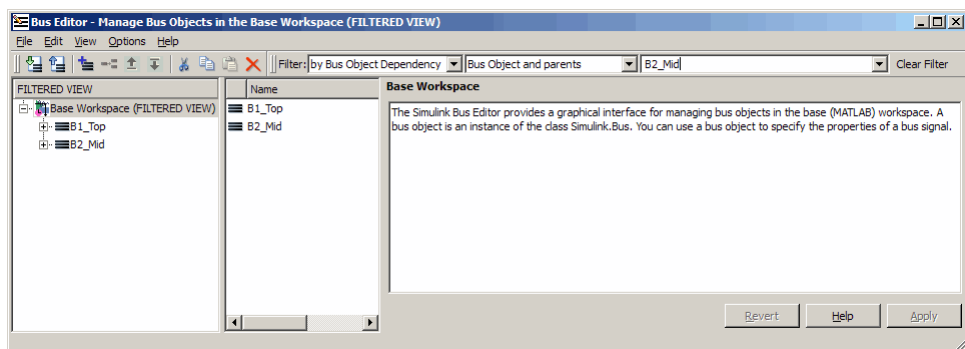 Bus Editor - Manage Bus Objects in the Base Workspace (FILTERED VIEW)
File Edit View Options Help
Filter: by Bus Object Dependency Bus Object and parents B2_Mid Clear Filter
FILTERED VIEW
Base Workspace (FILTERED VIEW)
B1_Top
B2_Mid
Name
B1_Top
B2_Mid
Base Workspace
The Simulink Bus Editor provides a graphical interface for managing bus objects in the base (MATLAB) workspace. A
bus object is an instance of the class Simulink.Bus. You can use a bus object to specify the properties of a bus signal.
Revert Help Apply